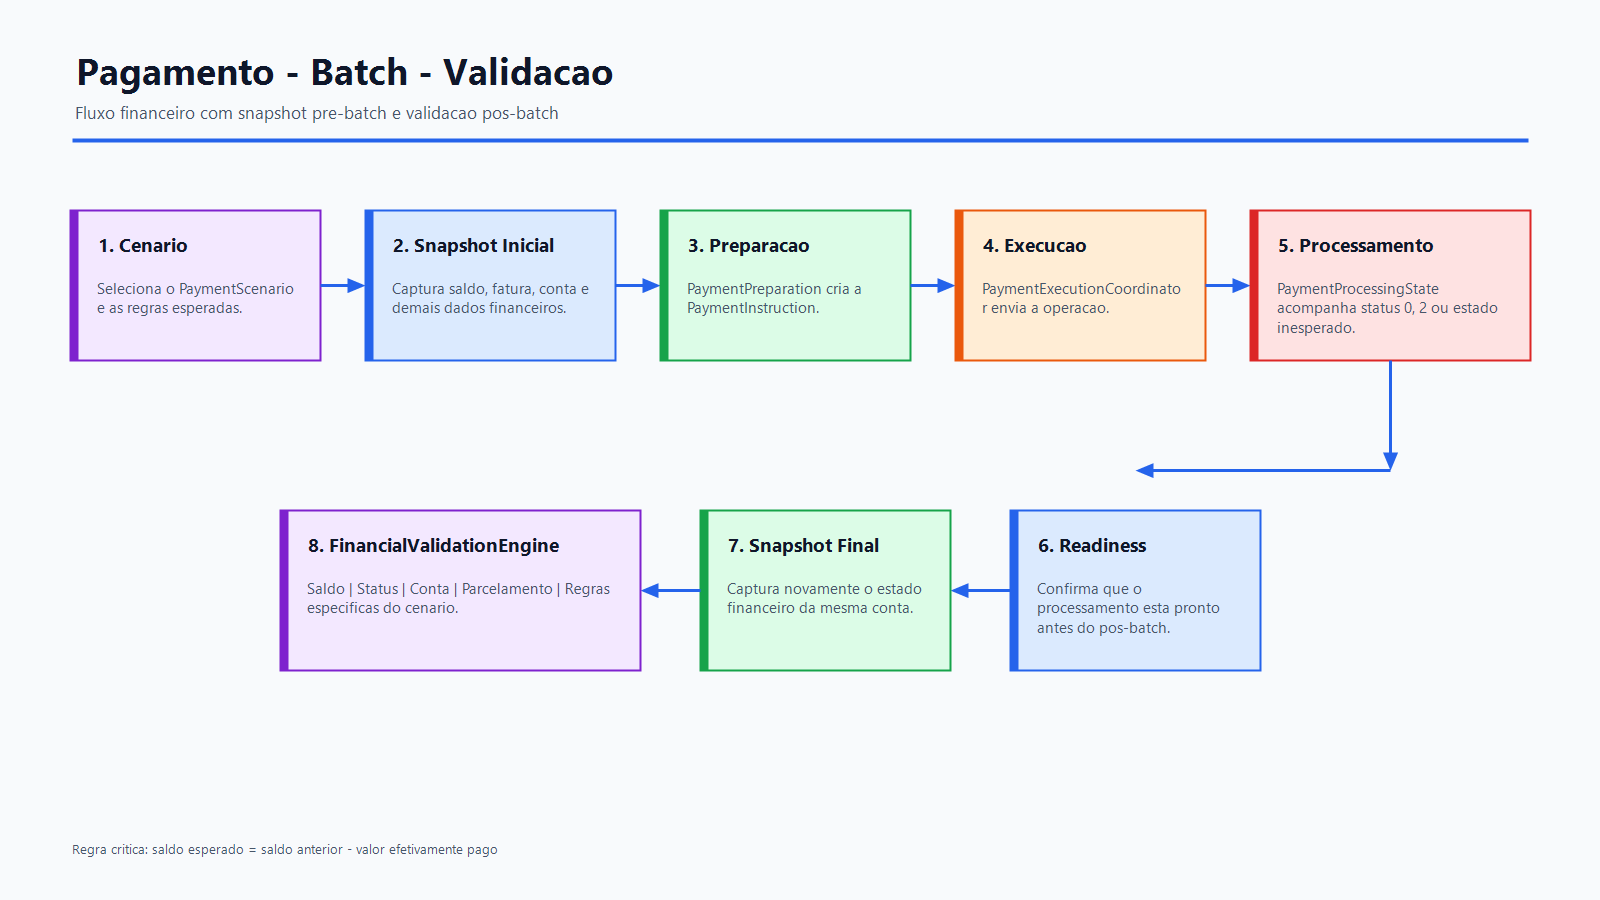 Pagamento - Batch - Validacao
Fluxo financeiro com snapshot pre-batch e validacao pos-batch
1. Cenario
Seleciona o PaymentScenario
e as regras esperadas.
2. Snapshot Inicial
Captura saldo, fatura, conta e
demais dados financeiros.
3. Preparacao
PaymentPreparation cria a
PaymentInstruction.
4. Execucao
PaymentExecutionCoordinato
r envia a operacao.
5. Processamento
PaymentProcessingState
acompanha status 0, 2 ou estado
inesperado.
8. FinancialValidationEngine
Saldo | Status | Conta | Parcelamento | Regras
especificas do cenario.
7. Snapshot Final
Captura novamente o estado
financeiro da mesma conta.
6. Readiness
Confirma que o
processamento esta pronto
antes do pos-batch.
Regra critica: saldo esperado = saldo anterior - valor efetivamente pago